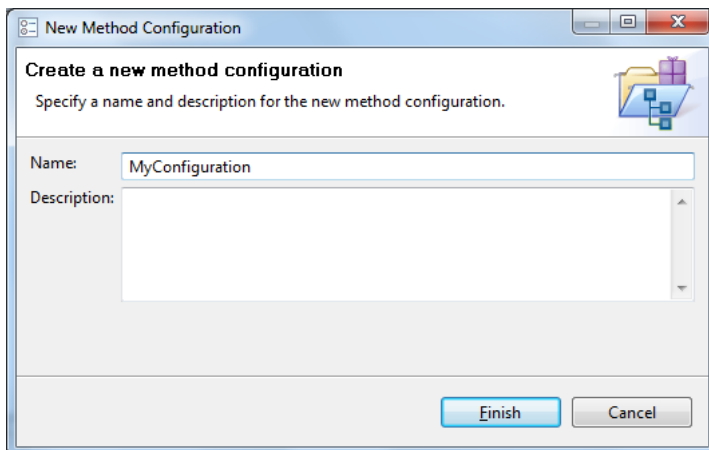 New Method Configuration
Create a new method configuration
Specify a name and description for the new method configuration.
Name: MyConfiguration
Description:
Finish Cancel